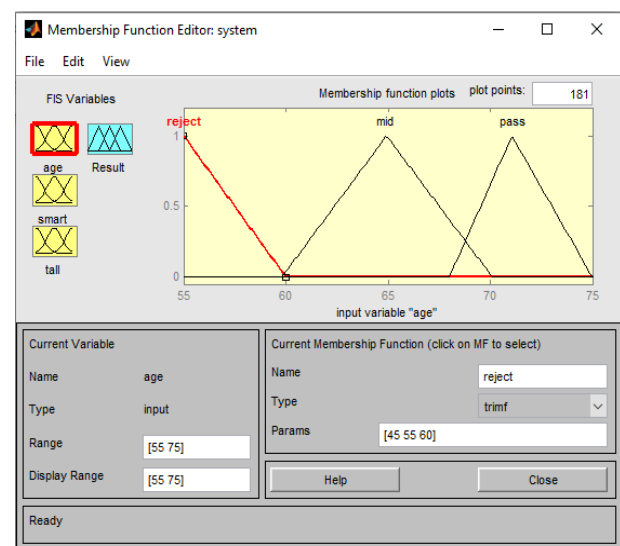 Membership Function Editor: system
File Edit View
FIS Variables
Membership function plots plot points: 181
reject mid pass
age Result
smart
tall
1
0.5
0
55 60 65 70 75
input variable "age"
Current Variable
Name age
Type input
Range [55 75]
Display Range [55 75]
Current Membership Function (click on MF to select)
Name reject
Type trimf
Params [45 55 60]
Help Close
Ready